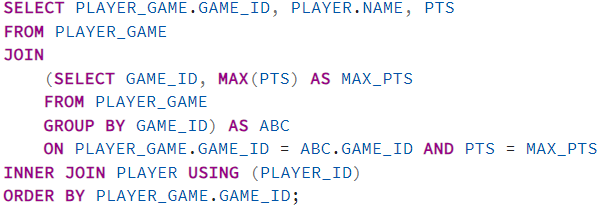 SELECT PLAYER_GAME.GAME_ID, PLAYER.NAME, PTS
FROM PLAYER_GAME
JOIN
    (SELECT GAME_ID, MAX(PTS) AS MAX_PTS
    FROM PLAYER_GAME
    GROUP BY GAME_ID) AS ABC
    ON PLAYER_GAME.GAME_ID = ABC.GAME_ID AND PTS = MAX_PTS
INNER JOIN PLAYER USING (PLAYER_ID)
ORDER BY PLAYER_GAME.GAME_ID;